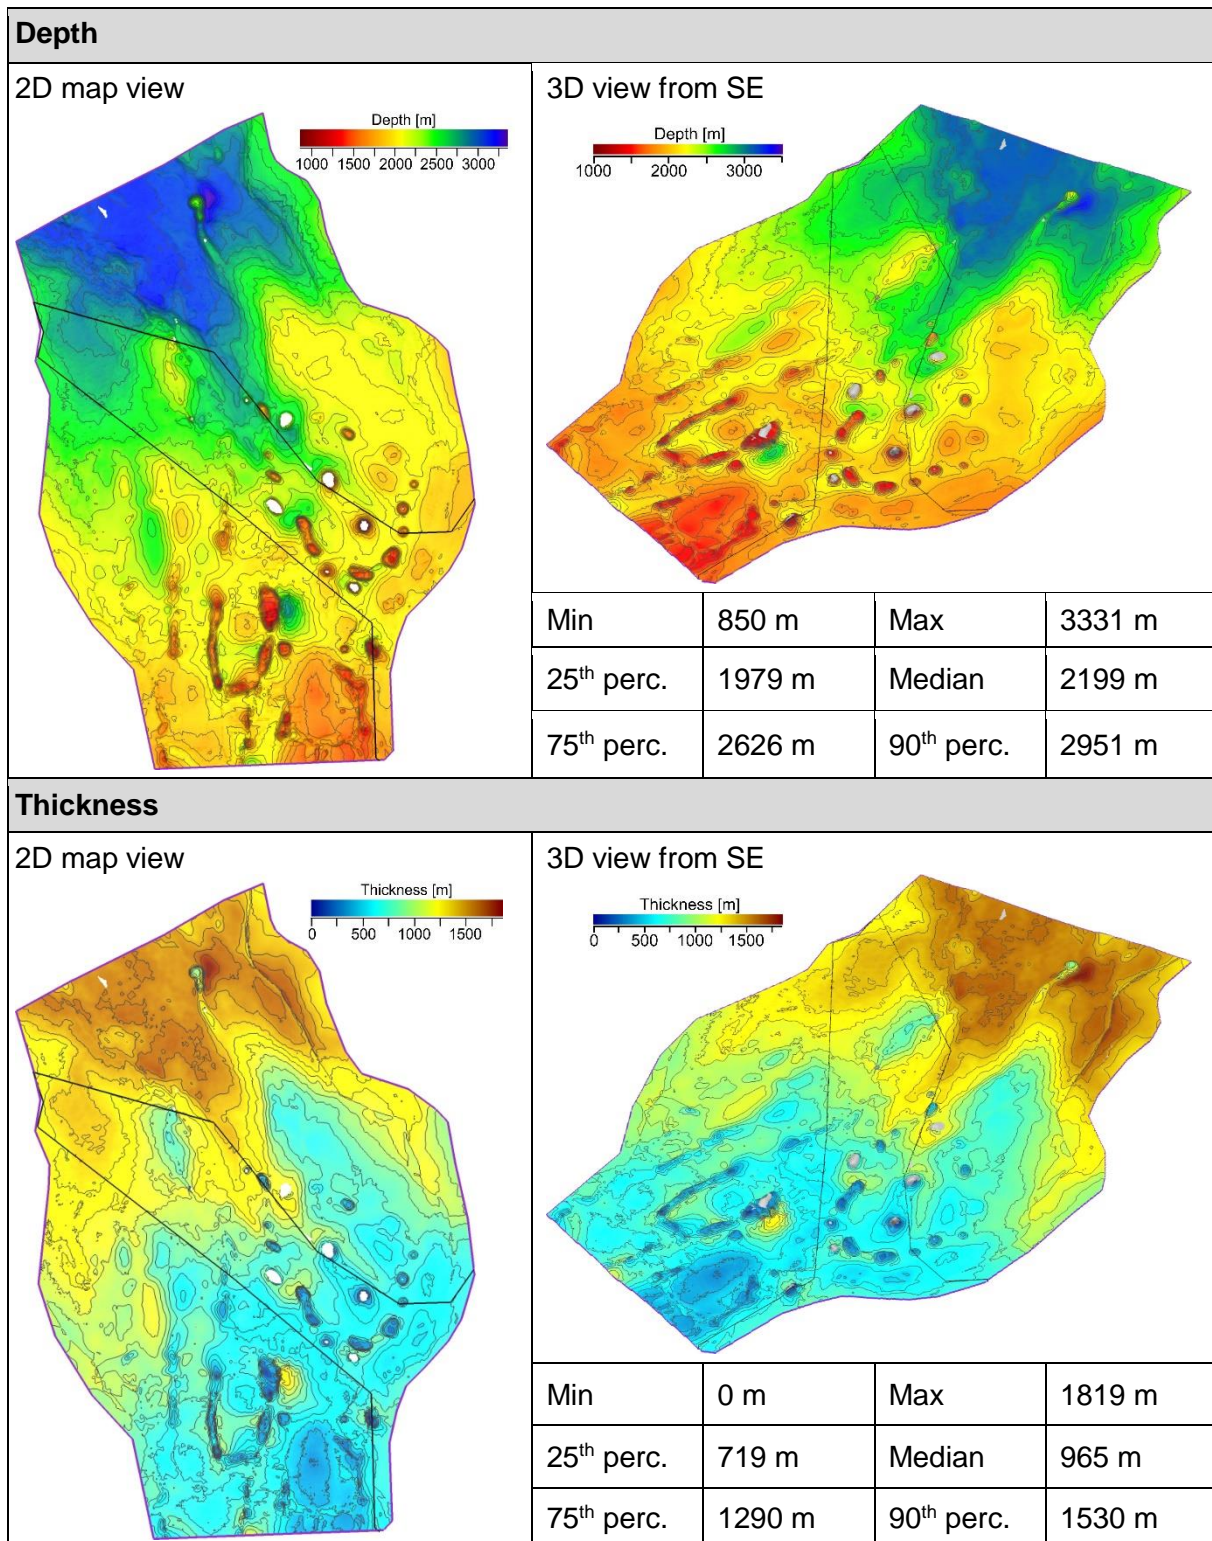 Depth
2D map view
Depth [m]
1000 1500 2000 2500 3000
3D view from SE
Depth [m]
1000 2000 3000
Min 850 m Max 3331 m
25th perc. 1979 m Median 2199 m
75th perc. 2626 m 90th perc. 2951 m
Thickness
2D map view
Thickness [m]
0 500 1000 1500
3D view from SE
Thickness [m]
0 500 1000 1500
Min 0 m Max 1819 m
25th perc. 719 m Median 965 m
75th perc. 1290 m 90th perc. 1530 m